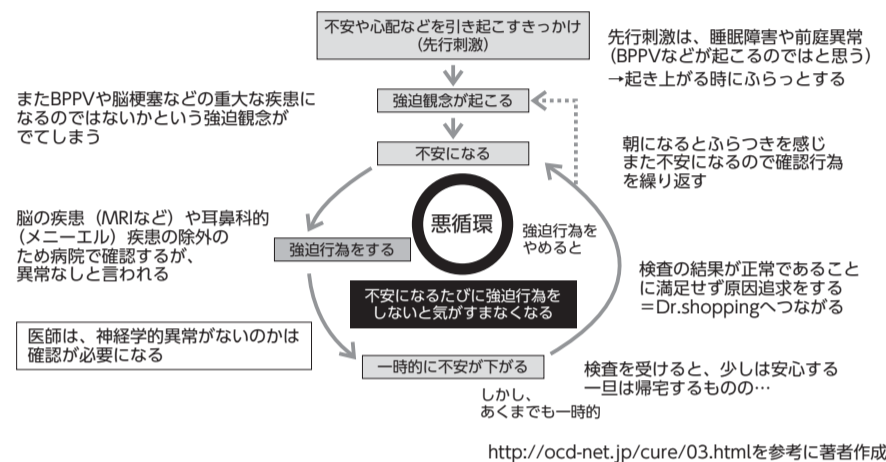 不安や心配などを引き起こすきっかけ
（先行刺激）
先行刺激は、睡眠障害や前庭異常
（BPPVなどが起こるのではと思う）
→起き上がる時にふらっとする
強迫観念が起こる
またBPPVや脳梗塞などの重大な疾患に
なるのではないかという強迫観念が
でてしまう
不安になる
朝になるとふらつきを感じ
また不安になるので確認行為
を繰り返す
悪循環
脳の疾患（MRIなど）や耳鼻科的
（メニーエル）疾患の除外の
ため病院で確認するが、
異常なしと言われる
強迫行為をする
強迫行為を
やめると
検査の結果が正常であること
に満足せず原因追求をする
＝Dr.shoppingへつながる
不安になるたびに強迫行為を
しないと気がすまなくなる
医師は、神経学的異常がないのかは
確認が必要になる
一時的に不安が下がる
検査を受けると、少しは安心する
一旦は帰宅するものの…
しかし、
あくまでも一時的
http://ocd-net.jp/cure/03.htmlを参考に著者作成